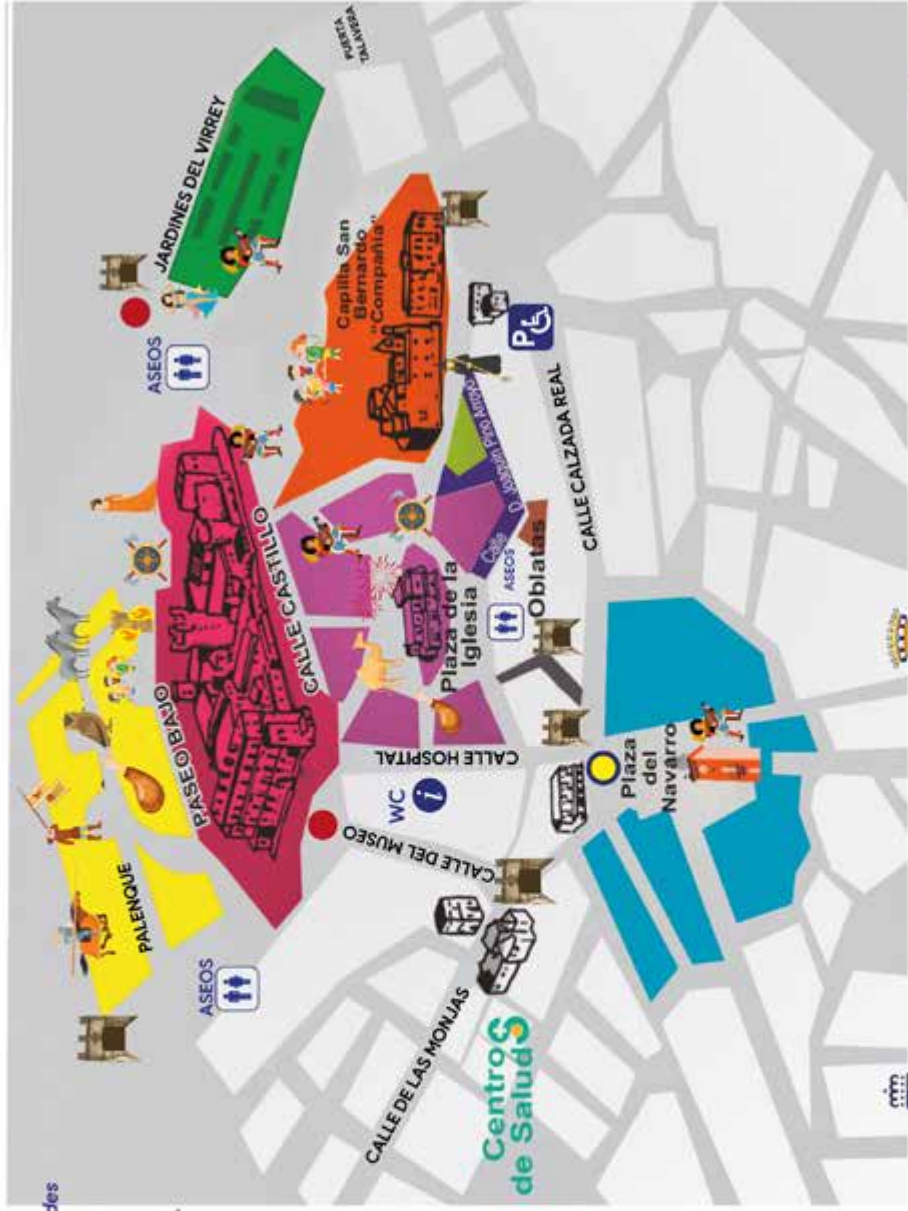 PUERTA
TALAVERA
JARDINES DEL VIRREY
ASEOS
Capilla San
Bernardo
"Compañía"
P
CALLE CALZADA REAL
Calle D. Joaquín Pino Arroyo
PASEO BAJO
CALLE CASTILLO
Plaza de la
Iglesia
ASEOS
Oblatas
CALLE HOSPITAL
WC
i
CALLE DEL MUSEO
Plaza
del
Navarro
PALENQUE
ASEOS
CALLE DE LAS MONJAS
Centro
de Salud
des